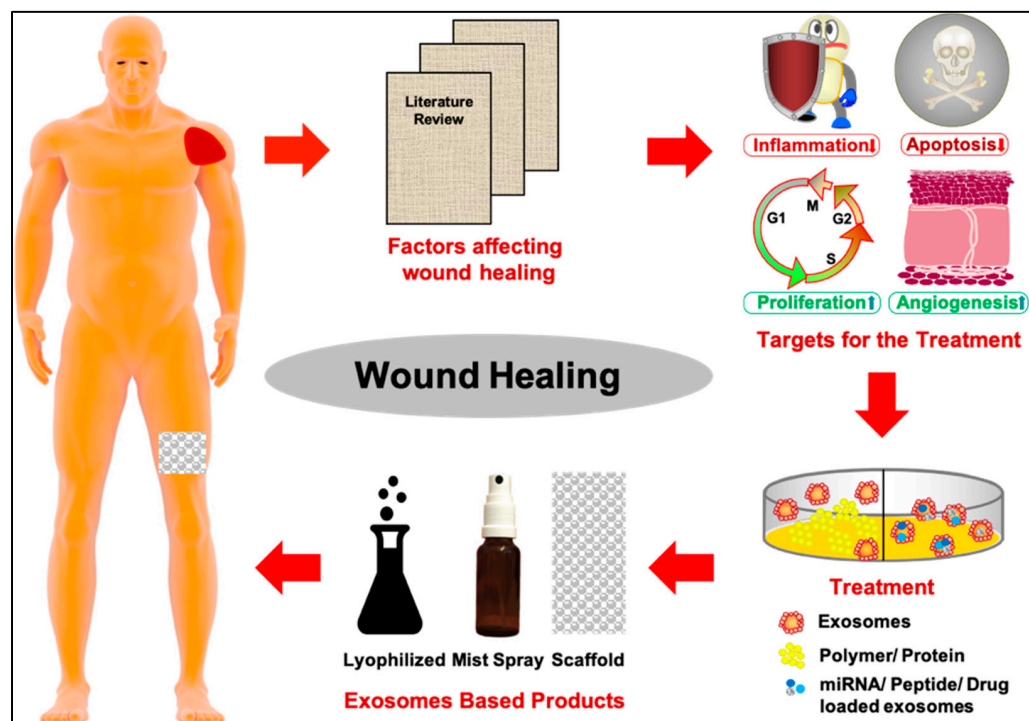 Literature
Review
Factors affecting
wound healing
Inflammation↓
Apoptosis↓
G1
M
G2
S
Proliferation↑
Angiogenesis↑
Targets for the Treatment
Wound Healing
Treatment
Exosomes
Polymer/ Protein
miRNA/ Peptide/ Drug
loaded exosomes
Lyophilized Mist Spray Scaffold
Exosomes Based Products